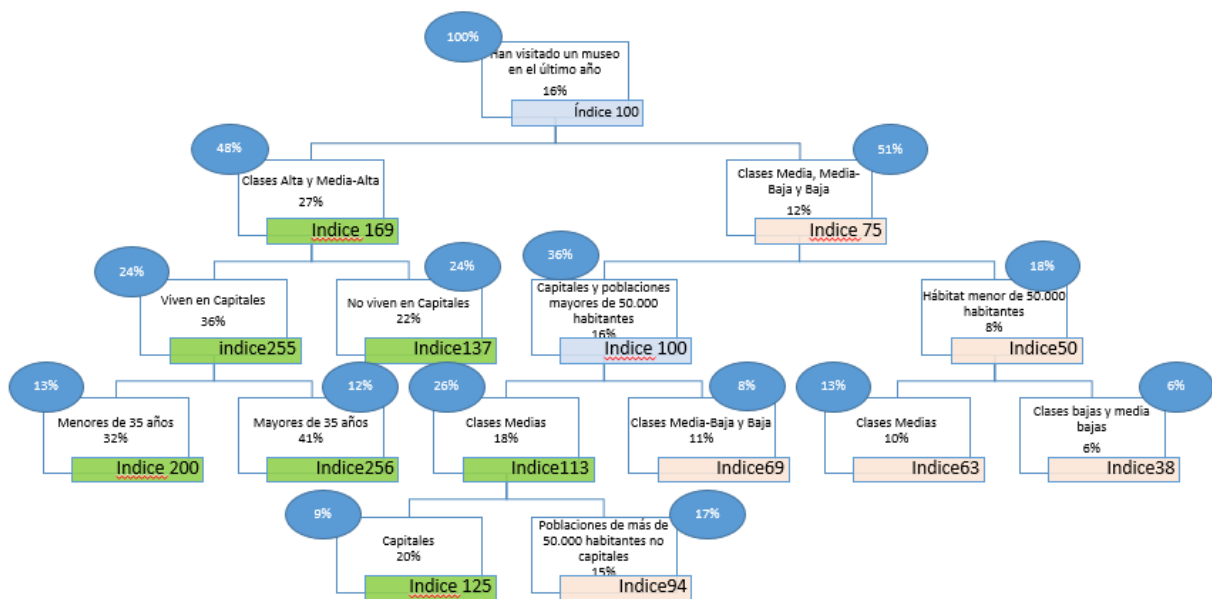 100%
Han visitado un museo
en el último año
16%
Índice 100
48%
Clases Alta y Media-Alta
27%
Indice 169
51%
Clases Media, Media-
Baja y Baja
12%
Indice 75
24%
Viven en Capitales
36%
indice255
24%
No viven en Capitales
22%
Indice137
36%
Capitales y poblaciones
mayores de 50.000
habitantes
16%
Indice 100
18%
Hábitat menor de 50.000
habitantes
8%
Indice50
13%
Menores de 35 años
32%
Indice 200
12%
Mayores de 35 años
41%
Indice256
26%
Clases Medias
18%
Indice113
8%
Clases Media-Baja y Baja
11%
Indice69
13%
Clases Medias
10%
Indice63
6%
Clases bajas y media
bajas
6%
Indice38
9%
Capitales
20%
Indice 125
17%
Poblaciones de más de
50.000 habitantes no
capitales
15%
Indice94